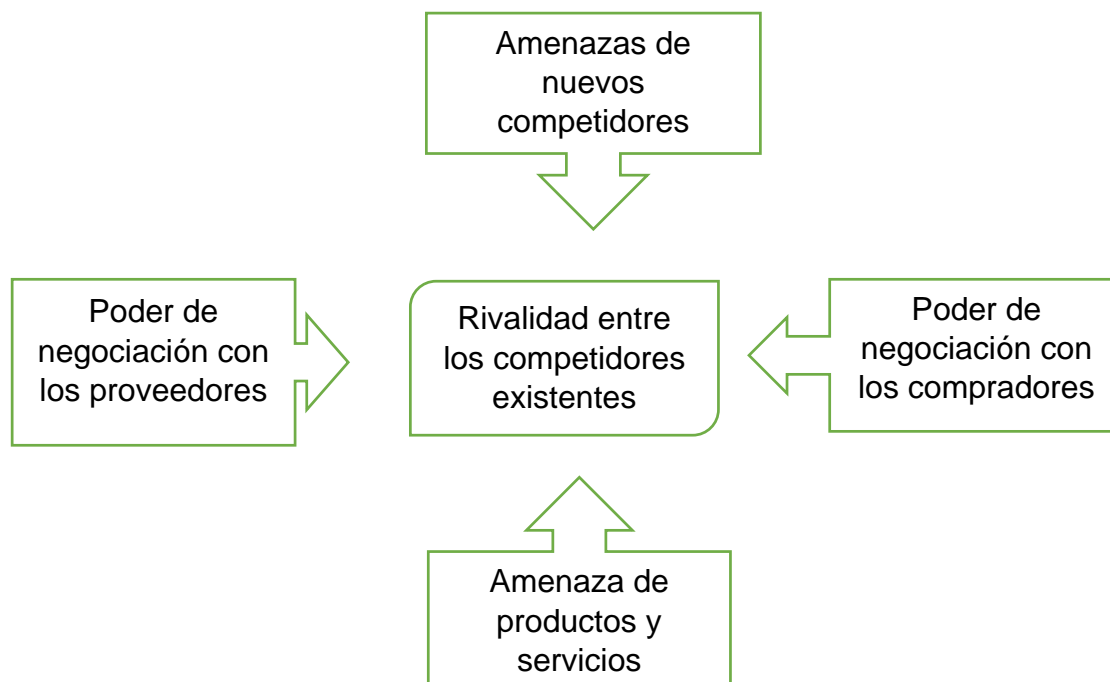 Amenazas de
nuevos
competidores
Poder de
negociación con
los proveedores
Rivalidad entre
los competidores
existentes
Poder de
negociación con
los compradores
Amenaza de
productos y
servicios